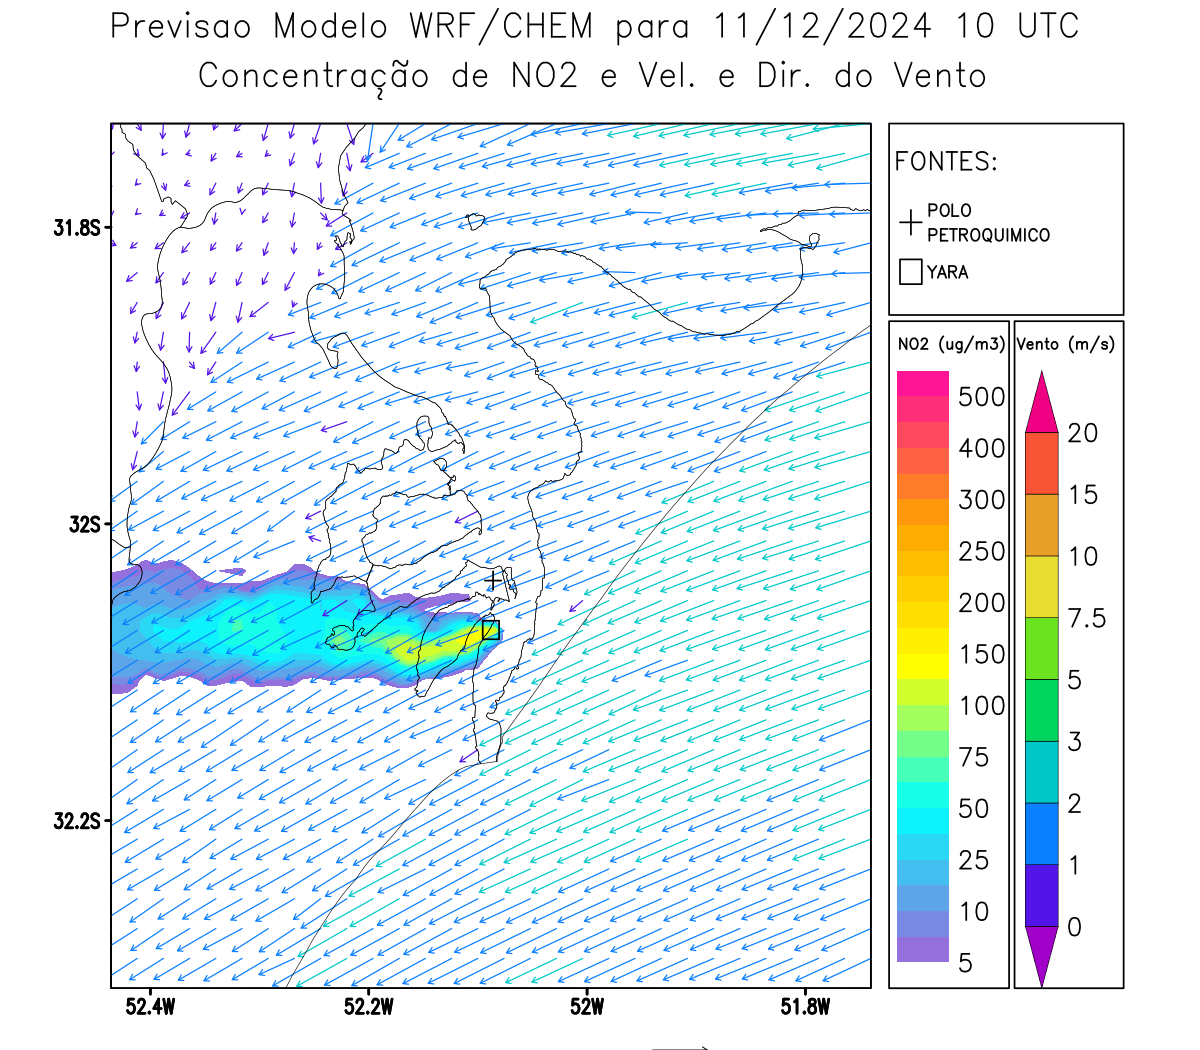 Previsao Modelo WRF/CHEM para 11/12/2024 10 UTC
Concentração de NO2 e Vel. e Dir. do Vento
FONTES:
POLO
PETROQUIMICO
YARA
NO2 (ug/m3)
500
400
300
250
200
150
100
75
50
25
10
5
Vento (m/s)
20
15
10
7.5
5
3
2
1
0
31.8S
32S
32.2S
52.4W
52.2W
52W
51.8W